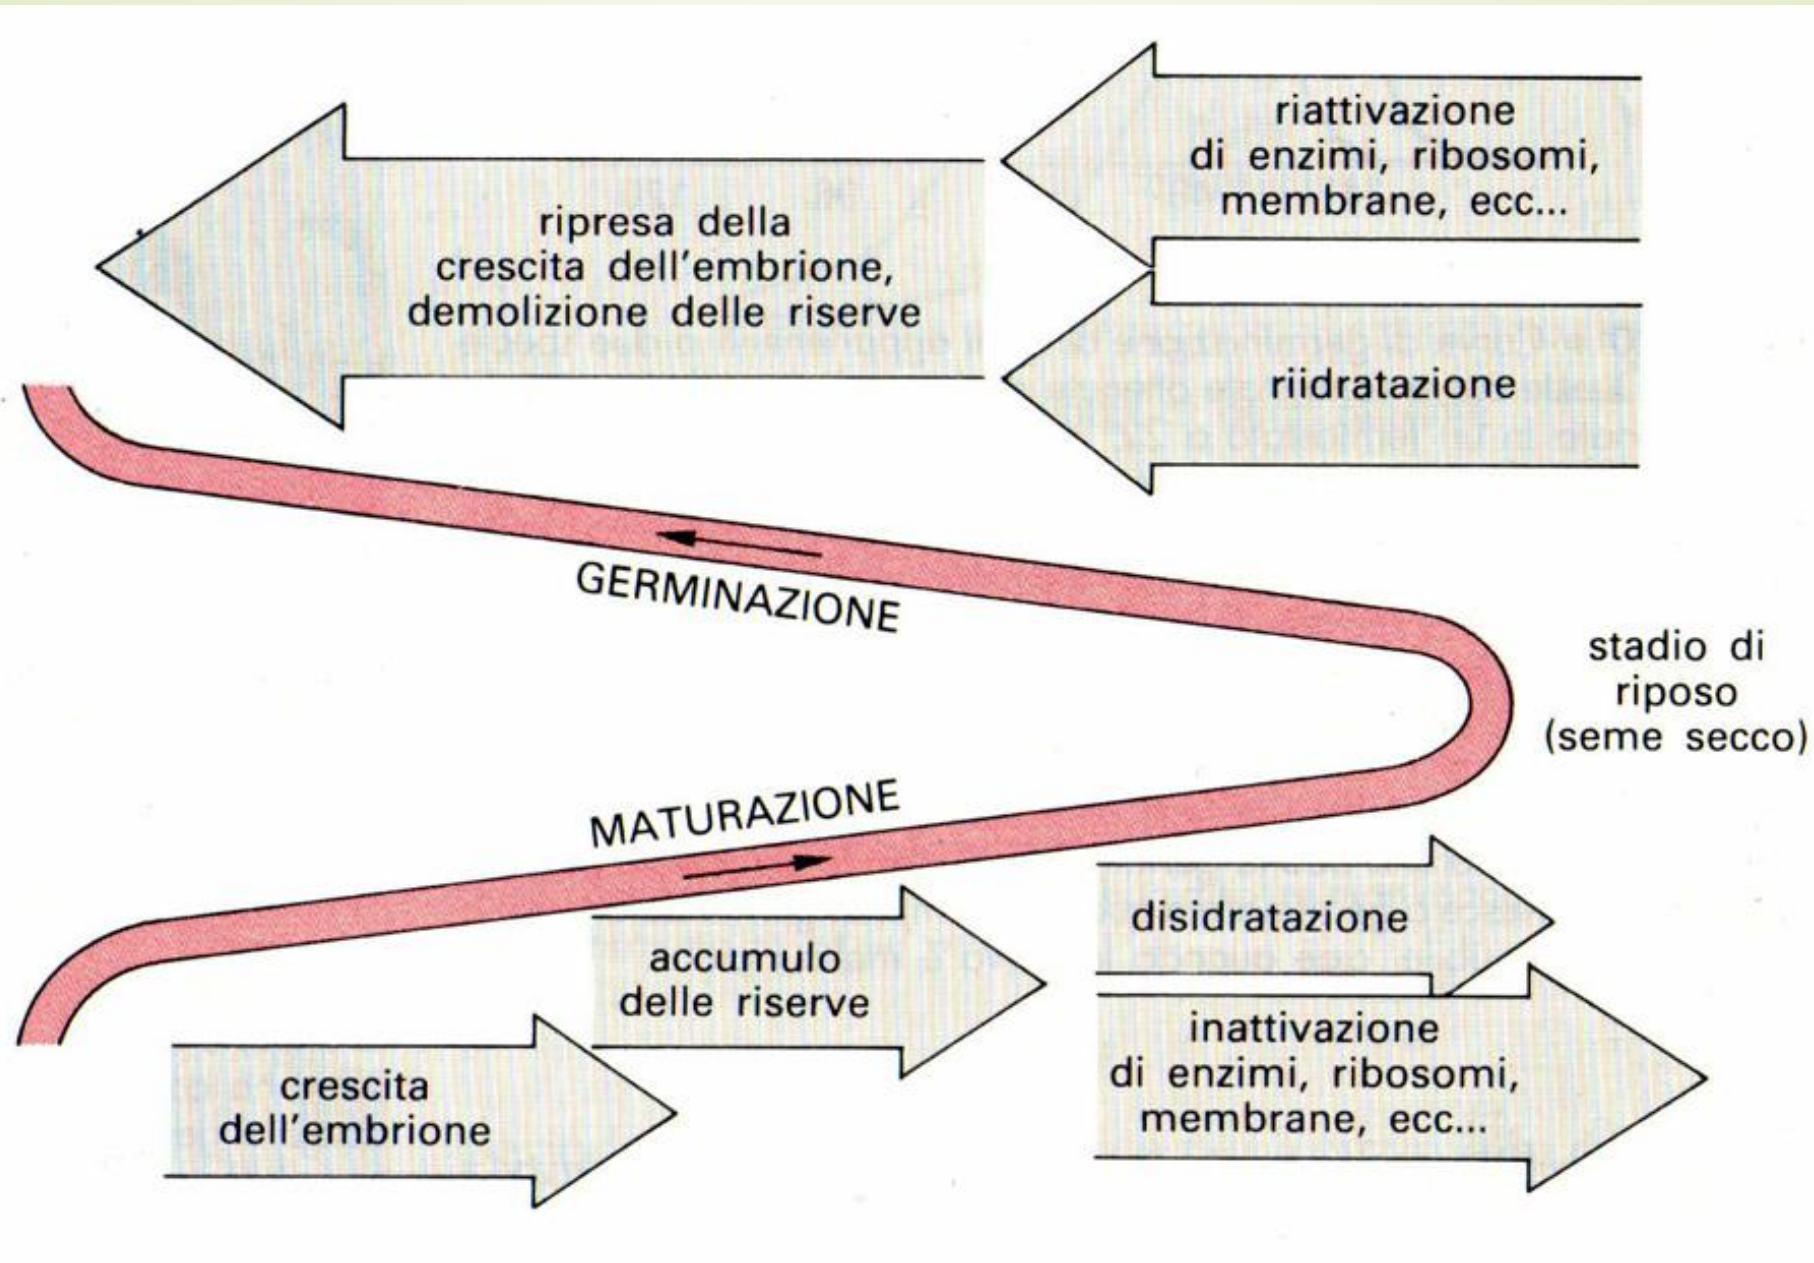 riattivazione
di enzimi, ribosomi,
membrane, ecc...
ripresa della
crescita dell'embrione,
demolizione delle riserve
riidratazione
GERMINAZIONE
stadio di
riposo
(seme secco)
MATURAZIONE
disidratazione
accumulo
delle riserve
inattivazione
di enzimi, ribosomi,
membrane, ecc...
crescita
dell'embrione